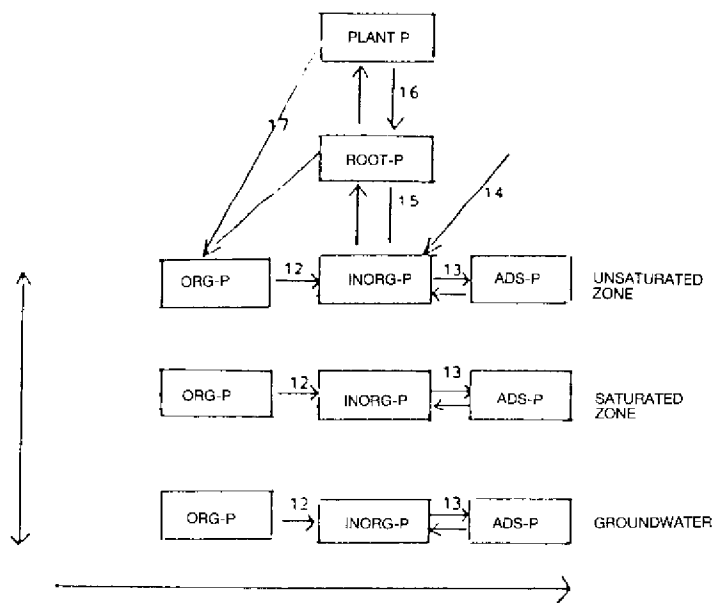 PLANT P
16
17
ROOT-P
15
14
ORG-P
12
INORG-P
13
ADS-P
UNSATURATED
ZONE
ORG-P
12
INORG-P
13
ADS-P
SATURATED
ZONE
ORG-P
12
INORG-P
13
ADS-P
GROUNDWATER